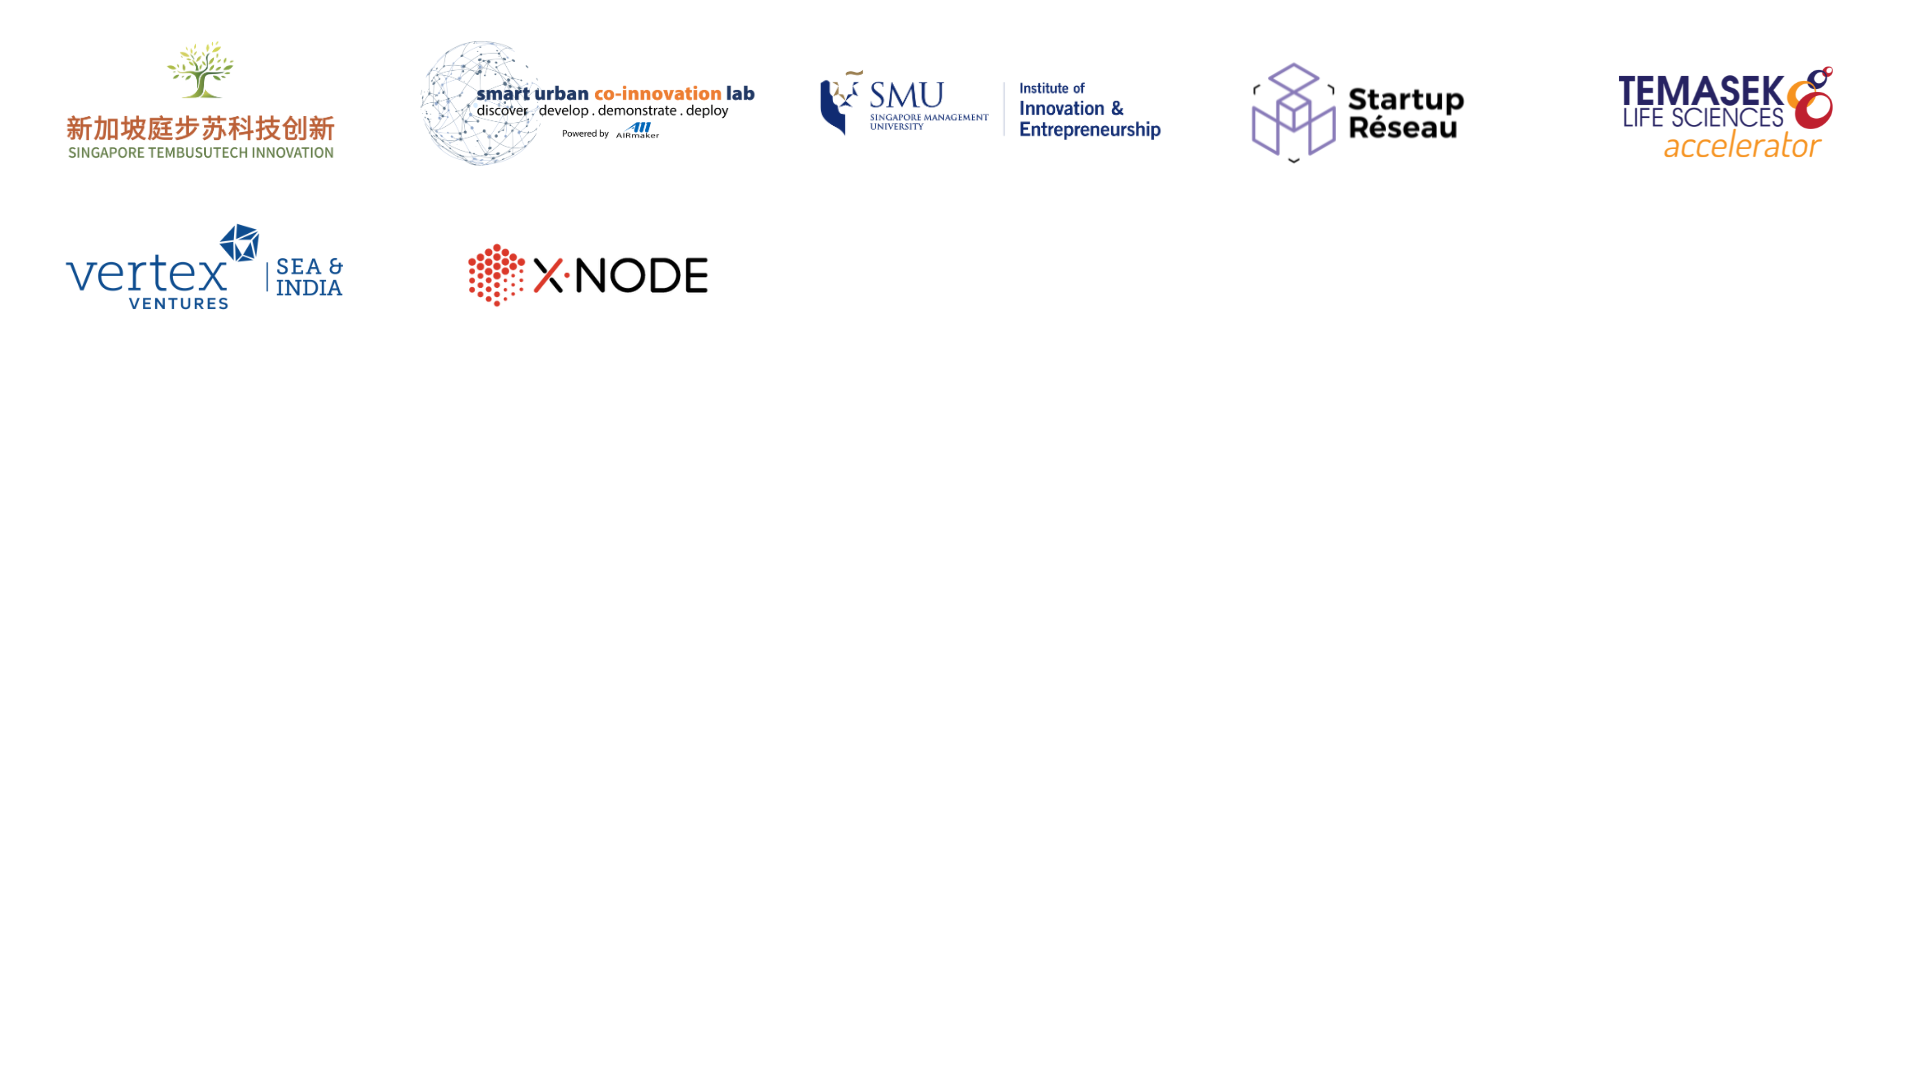 新加坡庭步苏科技创新
SINGAPORE TEMBUSUTECH INNOVATION
smart urban co-innovation lab
discover . develop . demonstrate . deploy
Powered by AIRmaker
SMU
SINGAPORE MANAGEMENT
UNIVERSITY
Institute of
Innovation &
Entrepreneurship
Startup
Réseau
TEMASEK
LIFE SCIENCES
accelerator
vertex
VENTURES
SEA &
INDIA
X·NODE